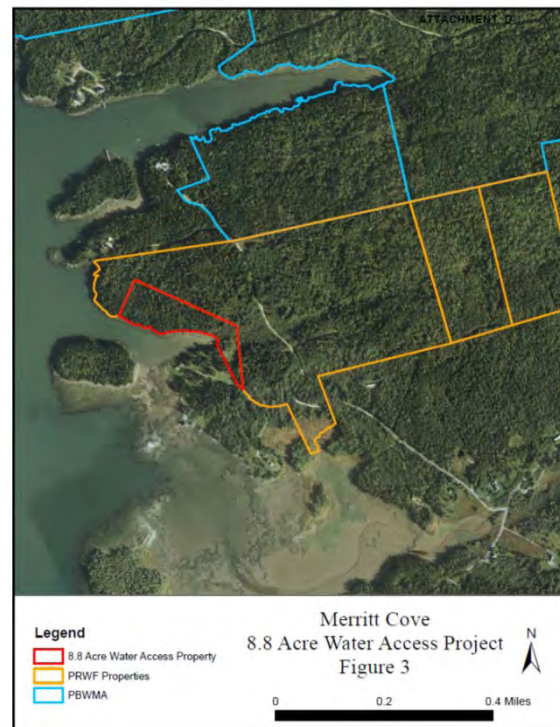 ATTACHMENT D
Legend
8.8 Acre Water Access Property
PRWF Properties
PBWMA
Merritt Cove
8.8 Acre Water Access Project
Figure 3
N
0 0.2 0.4 Miles